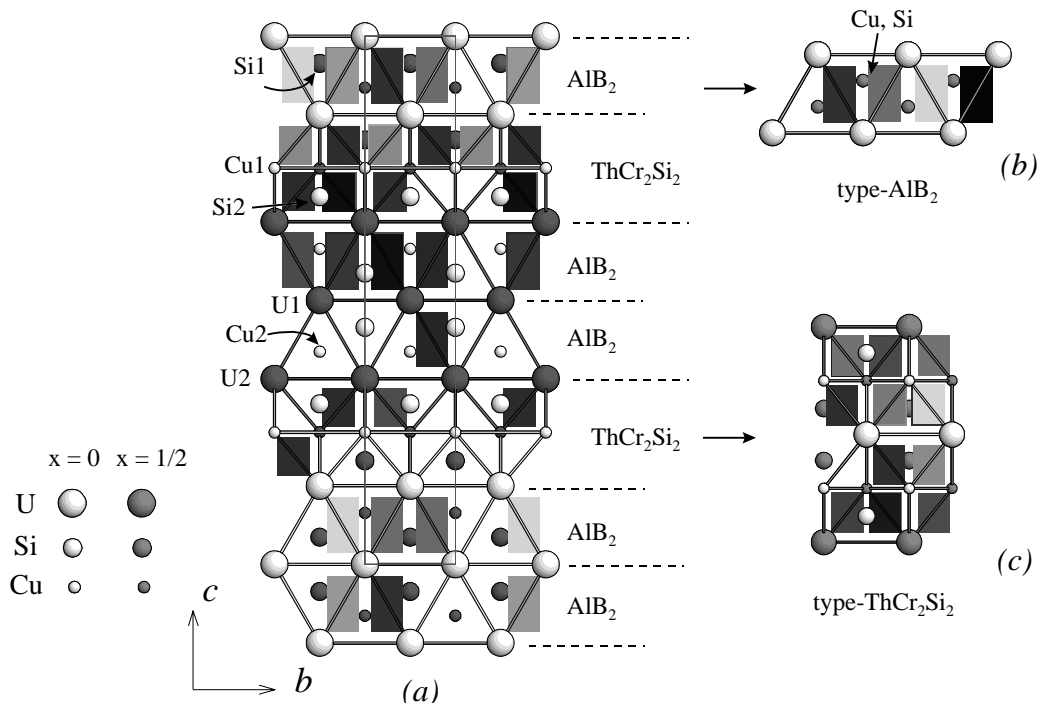 Si1
Cu1
Si2
U1
Cu2
U2
AlB2
ThCr2Si2
AlB2
AlB2
ThCr2Si2
AlB2
AlB2
Cu, Si
(b)
type-AlB2
(c)
type-ThCr2Si2
x = 0 x = 1/2
U
Si
Cu
c
b
(a)